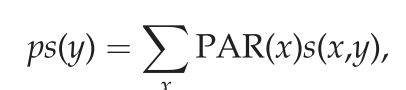 ps(y) = ∑ₓ PAR(x)s(x,y),